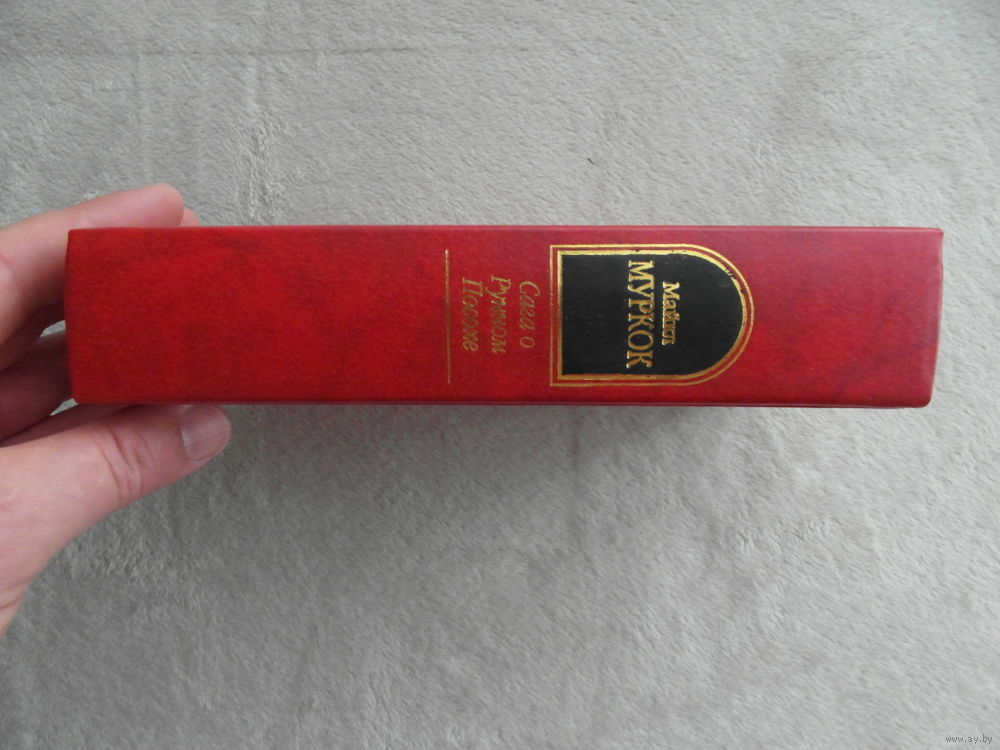 Майкл
МУРКОК
Сага о
Рунном
Посохе
www.ay.by